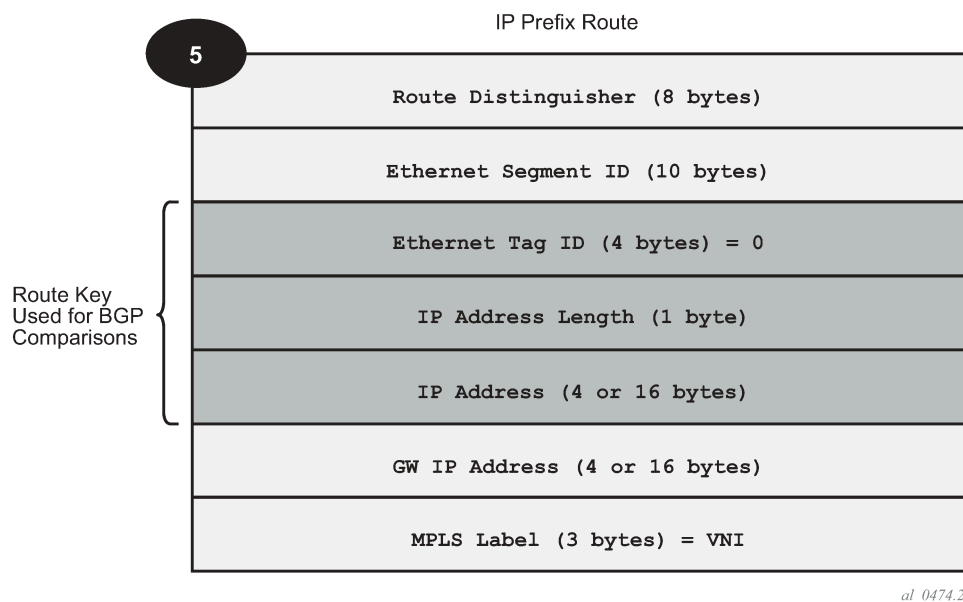 IP Prefix Route
5
Route Distinguisher (8 bytes)
Ethernet Segment ID (10 bytes)
Ethernet Tag ID (4 bytes) = 0
IP Address Length (1 byte)
IP Address (4 or 16 bytes)
GW IP Address (4 or 16 bytes)
MPLS Label (3 bytes) = VNI
Route Key
Used for BGP
Comparisons
al_0474.2